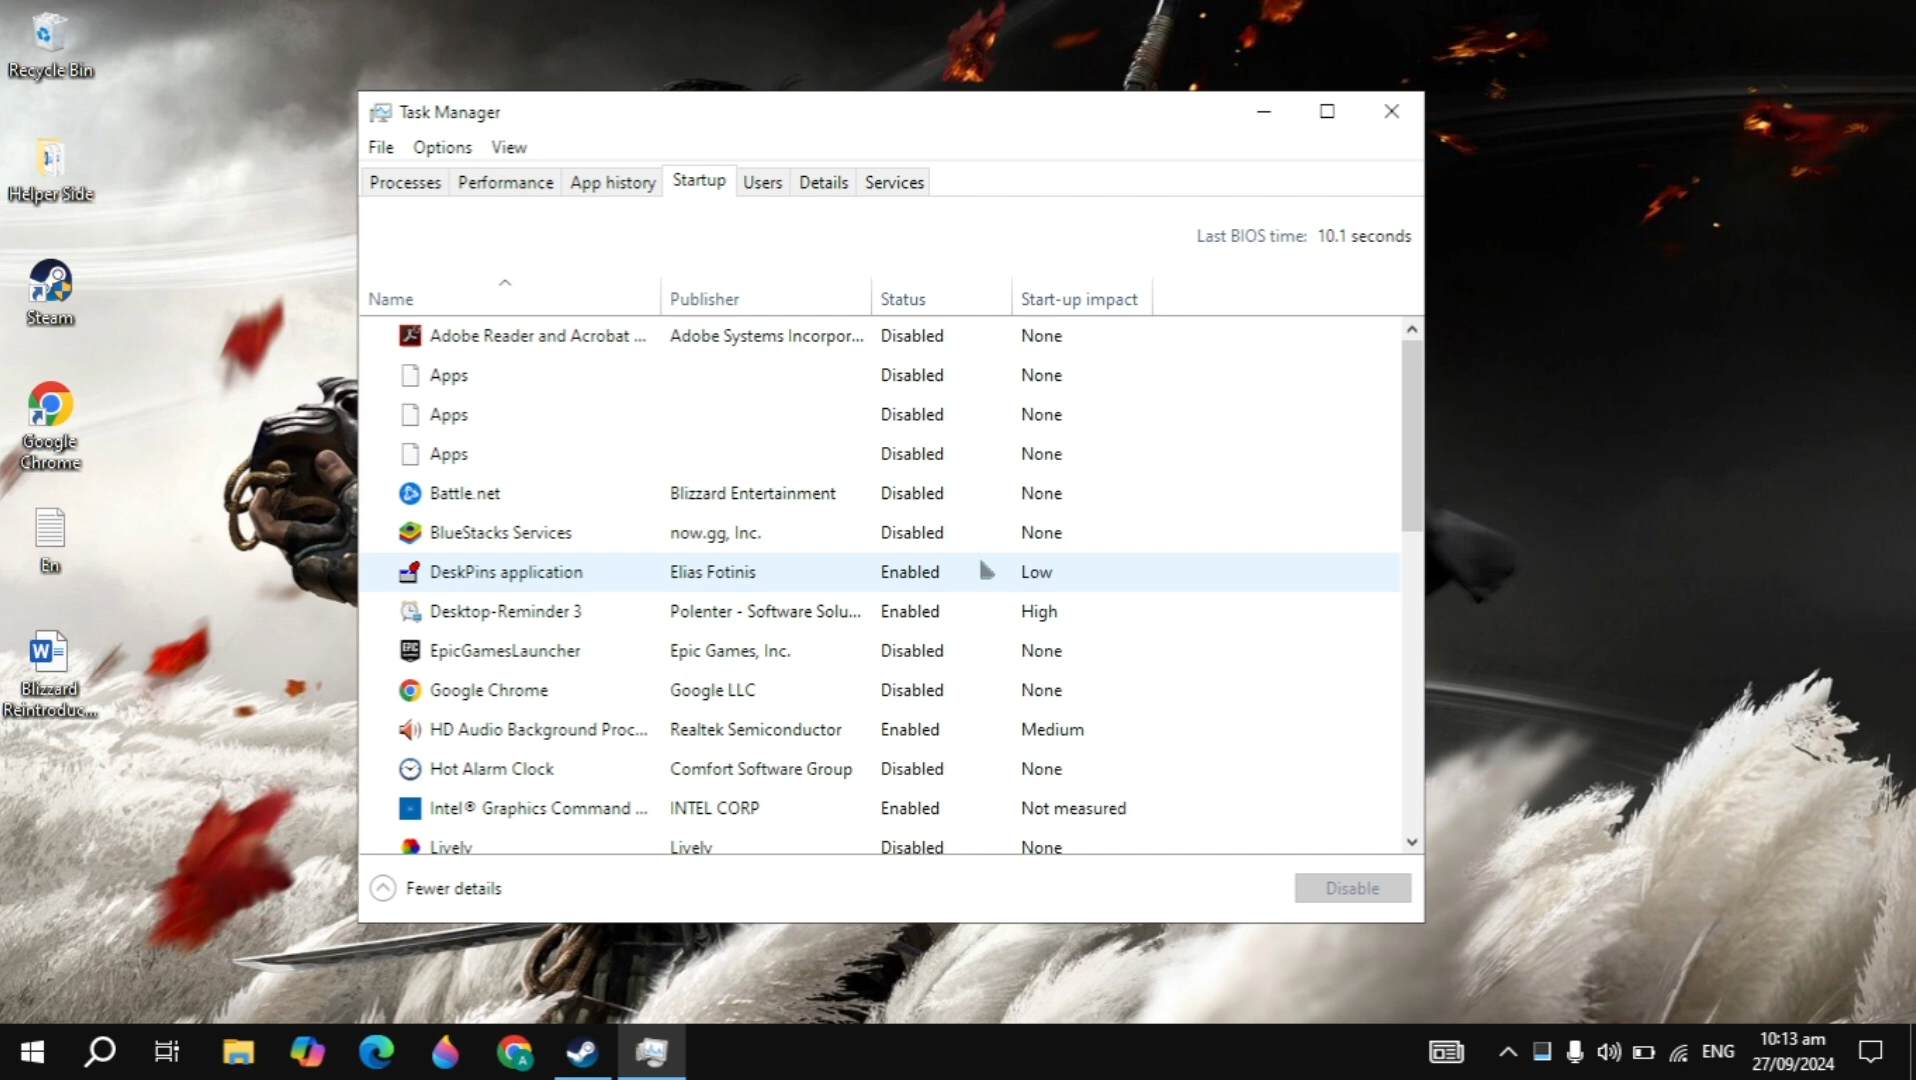 Recycle Bin
Helper Side
Steam
Google
Chrome
En
Blizzard
Reintroduc...
Task Manager
File Options View
Processes Performance App history Startup Users Details Services
Last BIOS time: 10.1 seconds
Name Publisher Status Start-up impact
Adobe Reader and Acrobat ... Adobe Systems Incorpor... Disabled None
Apps Disabled None
Apps Disabled None
Apps Disabled None
Battle.net Blizzard Entertainment Disabled None
BlueStacks Services now.gg, Inc. Disabled None
DeskPins application Elias Fotinis Enabled Low
Desktop-Reminder 3 Polenter - Software Solu... Enabled High
EpicGamesLauncher Epic Games, Inc. Disabled None
Google Chrome Google LLC Disabled None
HD Audio Background Proc... Realtek Semiconductor Enabled Medium
Hot Alarm Clock Comfort Software Group Disabled None
Intel® Graphics Command ... INTEL CORP Enabled Not measured
Lively Lively Disabled None
Fewer details Disable
ENG
10:13 am
27/09/2024